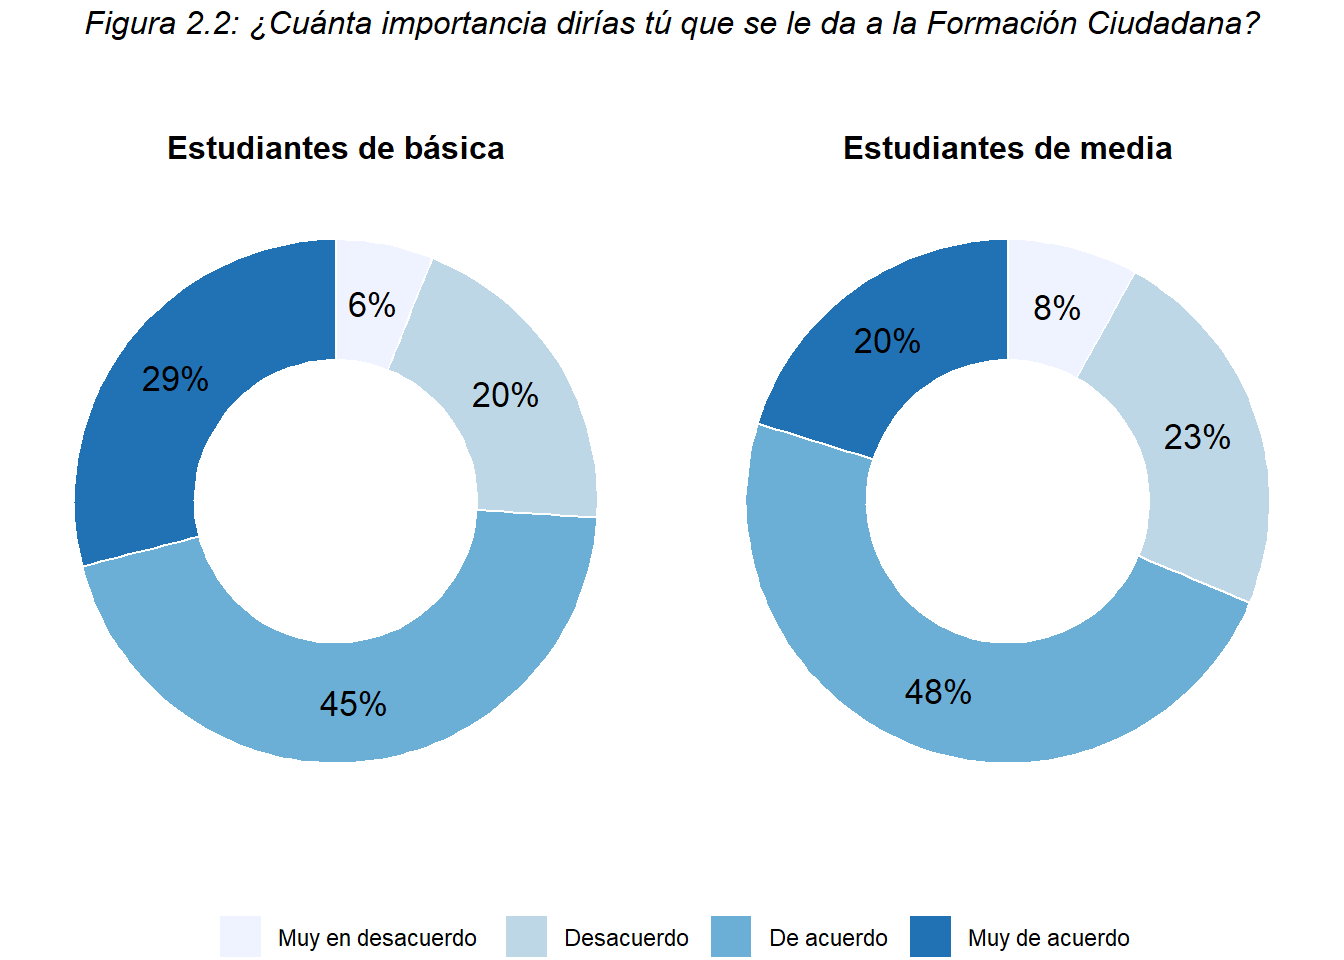 Figura 2.2: ¿Cuánta importancia dirías tú que se le da a la Formación Ciudadana?
Estudiantes de básica
Estudiantes de media
6%
20%
45%
29%
8%
23%
48%
20%
Muy en desacuerdo
Desacuerdo
De acuerdo
Muy de acuerdo